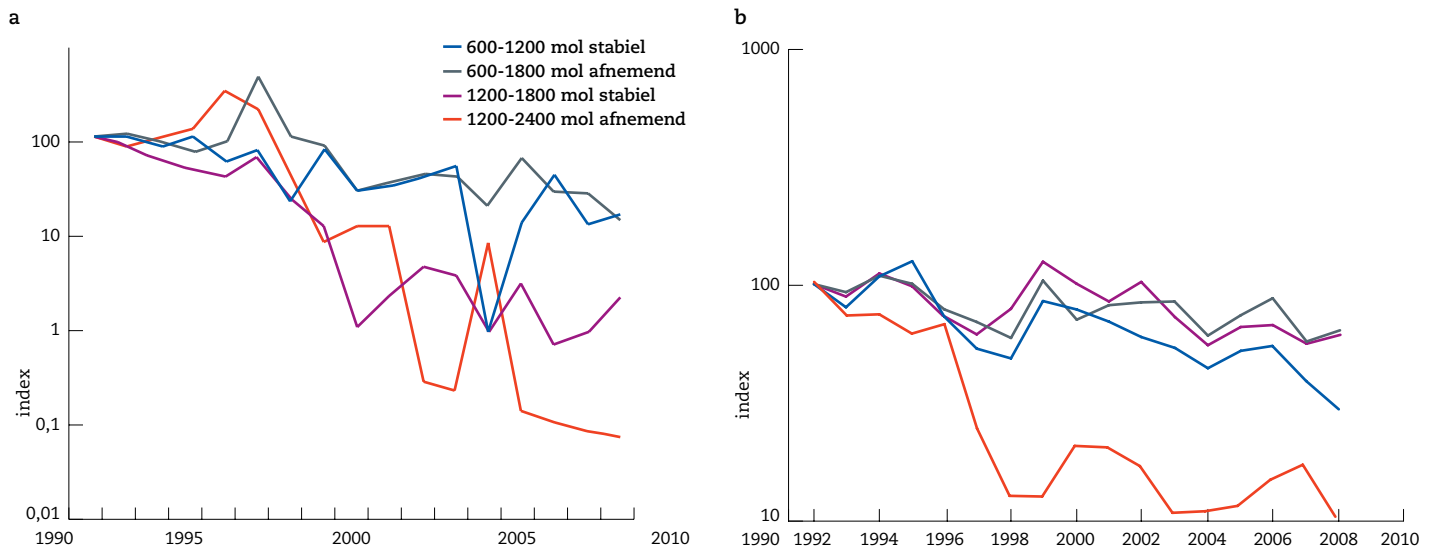 a
600-1200 mol stabiel
600-1800 mol afnemend
1200-1800 mol stabiel
1200-2400 mol afnemend
100
10
1
0,1
0,01
index
1990 1995 2000 2005 2010
b
1000
100
10
index
1990 1992 1994 1996 1998 2000 2002 2004 2006 2008 2010